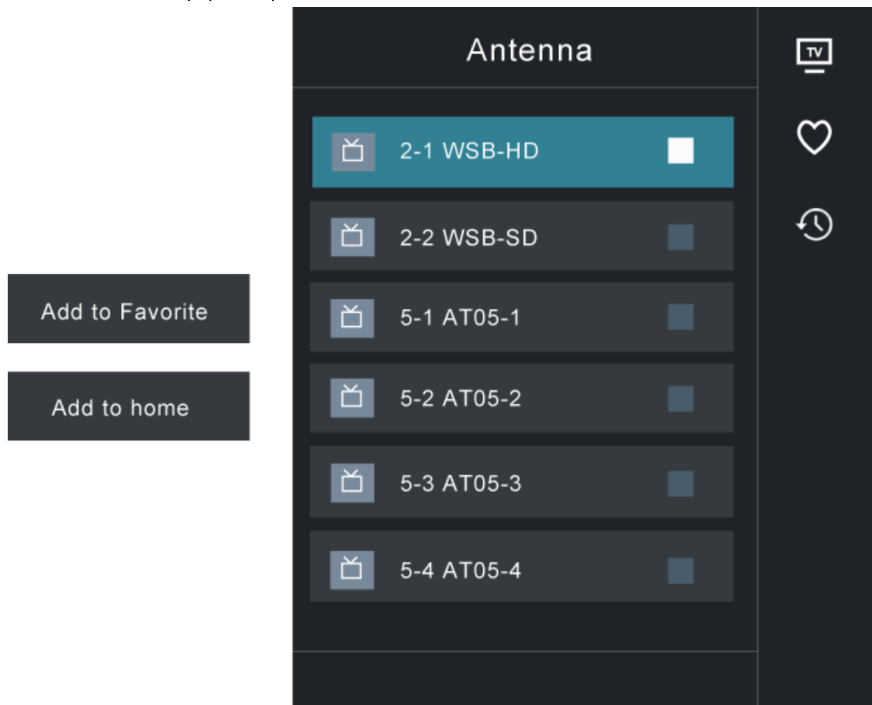 Antenna
TV
2-1 WSB-HD
2-2 WSB-SD
5-1 AT05-1
5-2 AT05-2
5-3 AT05-3
5-4 AT05-4
Add to Favorite
Add to home